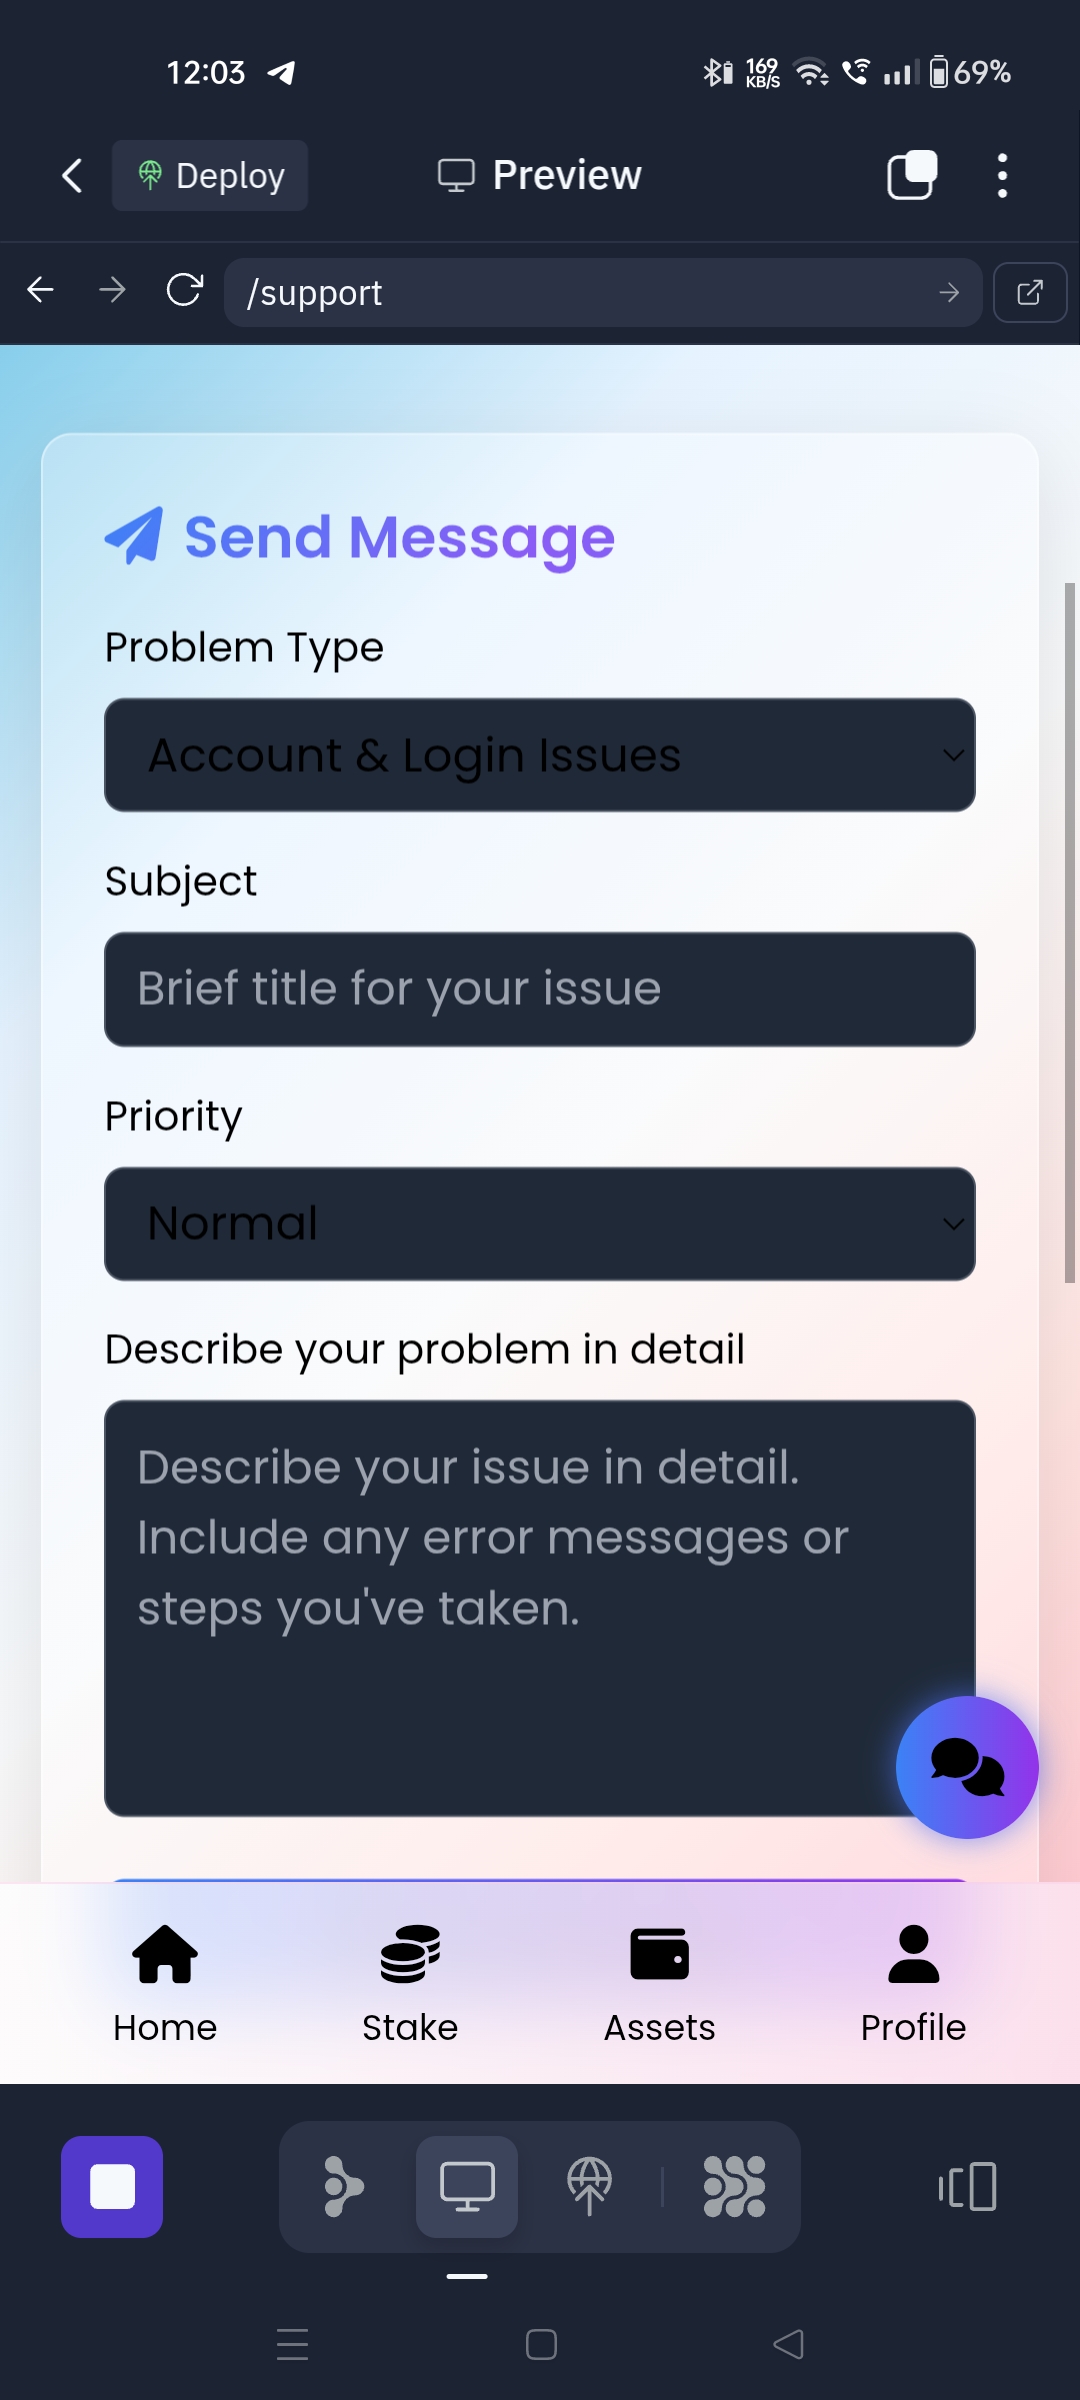 12:03
169
KB/S
69%
Deploy
Preview
/support
Send Message
Problem Type
Account & Login Issues
Subject
Brief title for your issue
Priority
Normal
Describe your problem in detail
Describe your issue in detail.
Include any error messages or
steps you've taken.
Home
Stake
Assets
Profile